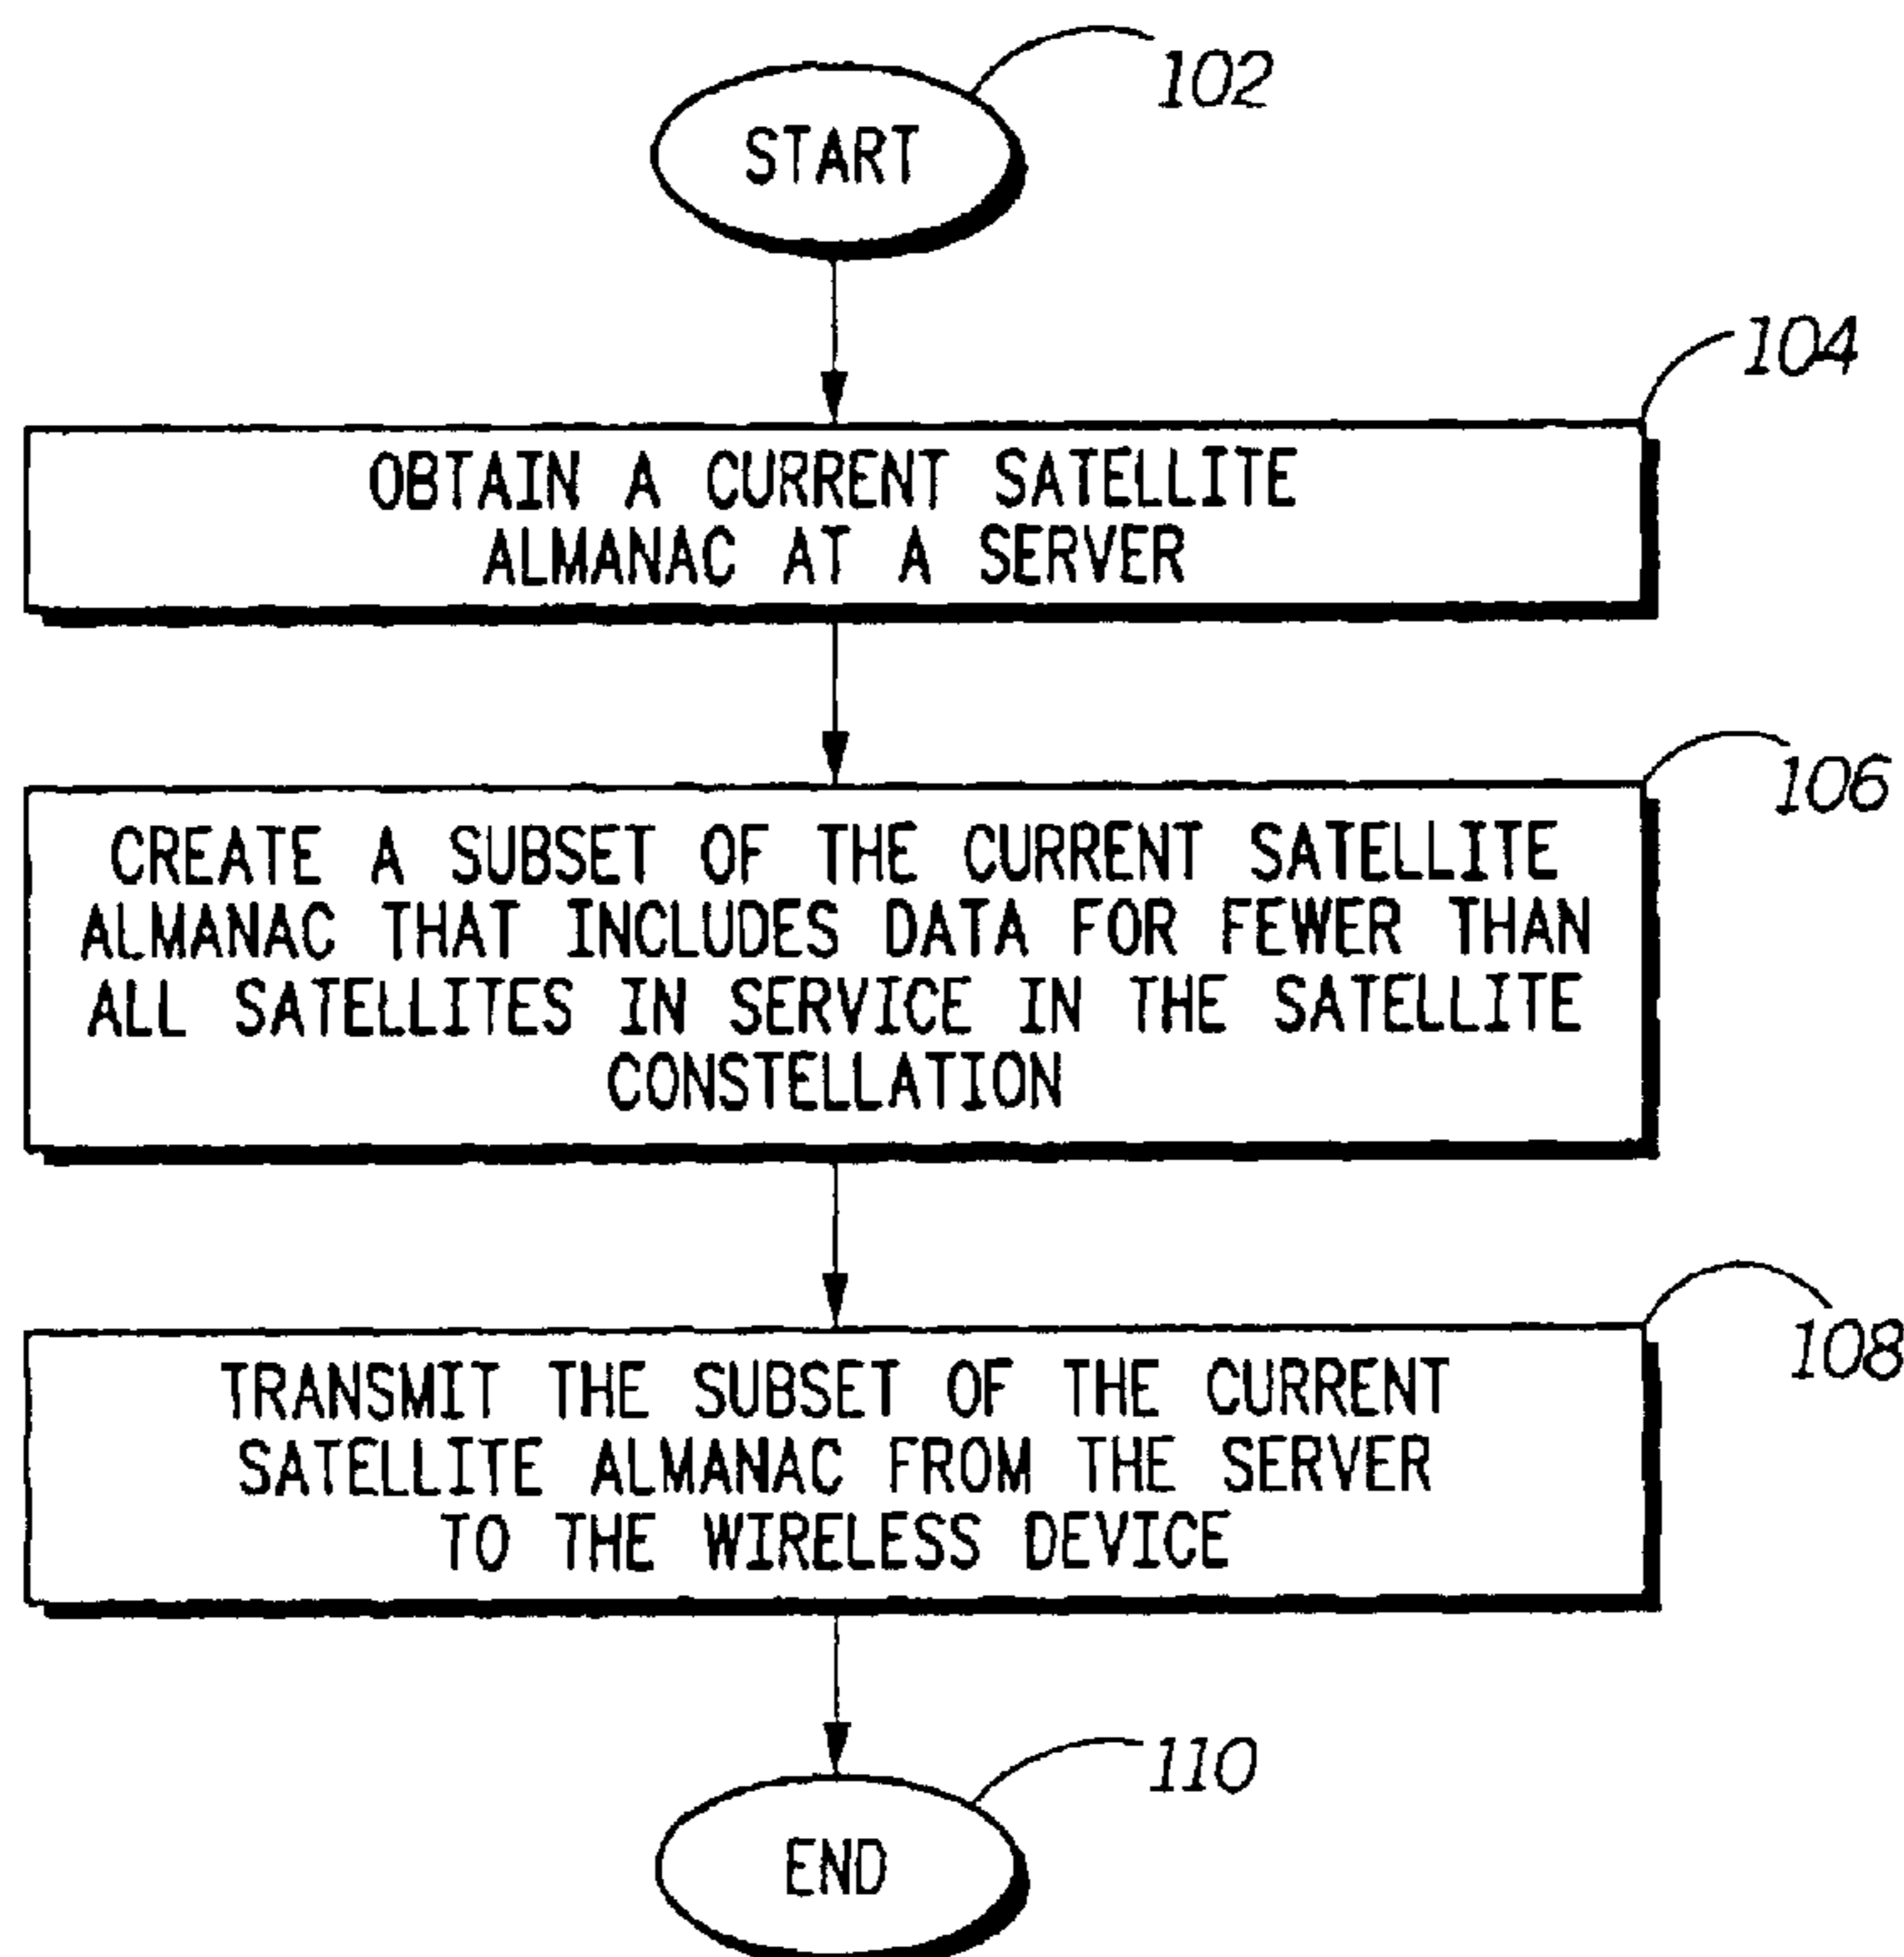 102
START
104
OBTAIN A CURRENT SATELLITE
ALMANAC AT A SERVER
106
CREATE A SUBSET OF THE CURRENT SATELLITE
ALMANAC THAT INCLUDES DATA FOR FEWER THAN
ALL SATELLITES IN SERVICE IN THE SATELLITE
CONSTELLATION
108
TRANSMIT THE SUBSET OF THE CURRENT
SATELLITE ALMANAC FROM THE SERVER
TO THE WIRELESS DEVICE
110
END